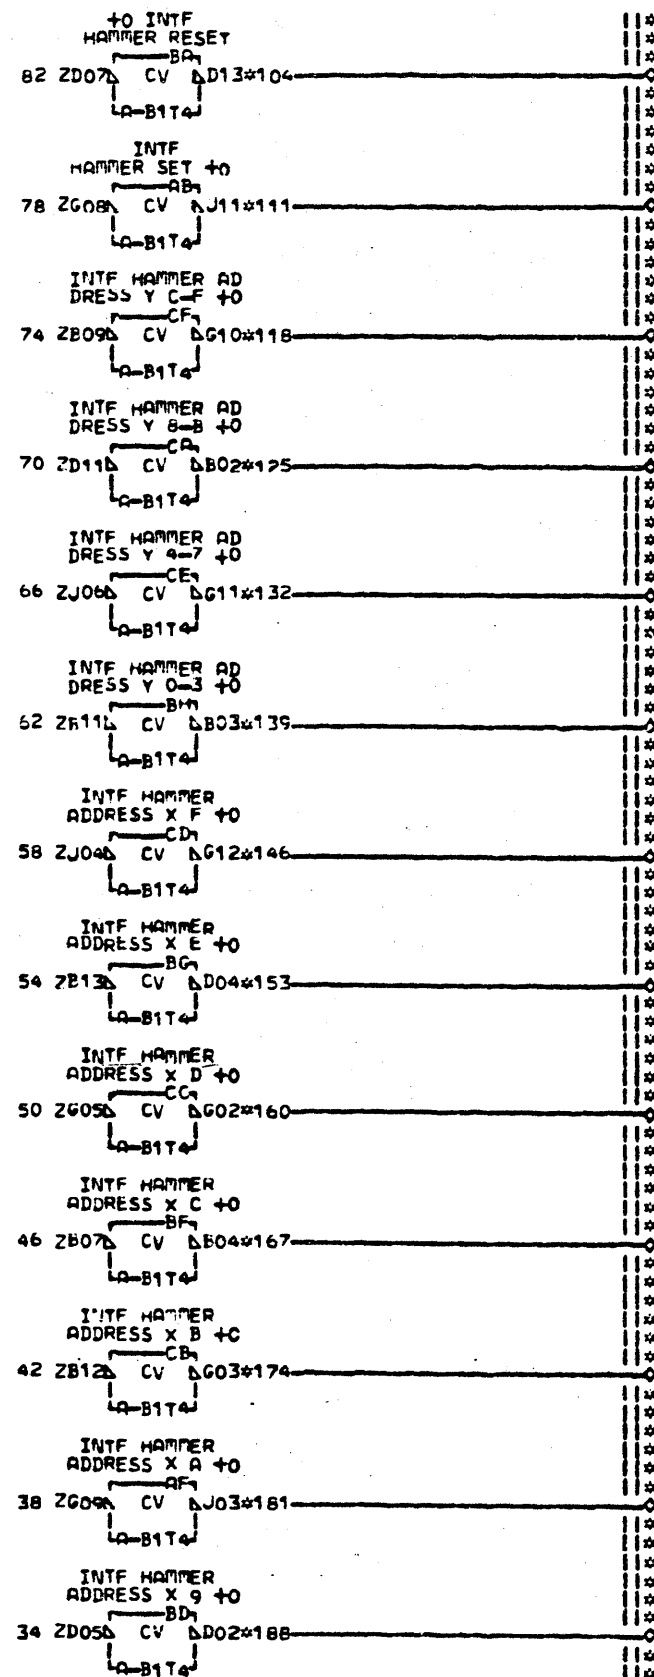 +0 INTF
HAMMER RESET
BA
82 ZD07 CV D13*104
A-B1T4
INTF
HAMMER SET +0
AB
78 ZG08 CV J11*111
A-B1T4
INTF HAMMER AD
DRESS Y C-F +0
CF
74 ZB09 CV G10*118
A-B1T4
INTF HAMMER AD
DRESS Y 8-B +0
CA
70 ZD11 CV B02*125
A-B1T4
INTF HAMMER AD
DRESS Y 4-7 +0
CE
66 ZJ06 CV G11*132
A-B1T4
INTF HAMMER AD
DRESS Y 0-3 +0
BH
62 CV B03*139
A-B1T4
INTF HAMMER
ADDRESS X F +0
CD
58 ZJ04 CV G12*146
A-B1T4
INTF HAMMER
ADDRESS X E +0
BG
54 ZB13 CV D04*153
A-B1T4
INTF HAMMER
ADDRESS X D +0
CC
50 ZG05 CV G02*160
A-B1T4
INTF HAMMER
ADDRESS X C +0
BF
46 ZB07 CV B04*167
A-B1T4
INTF HAMMER
ADDRESS X B
CB
42 ZB12 CV G03*174
A-B1T4
INTF HAMMER
ADDRESS X A +0
AF
38 ZG09 CV J03*181
A-B1T4
INTF HAMMER
ADDRESS X 9 +0
BD
34 ZD05 CV D02*188
A-B1T4